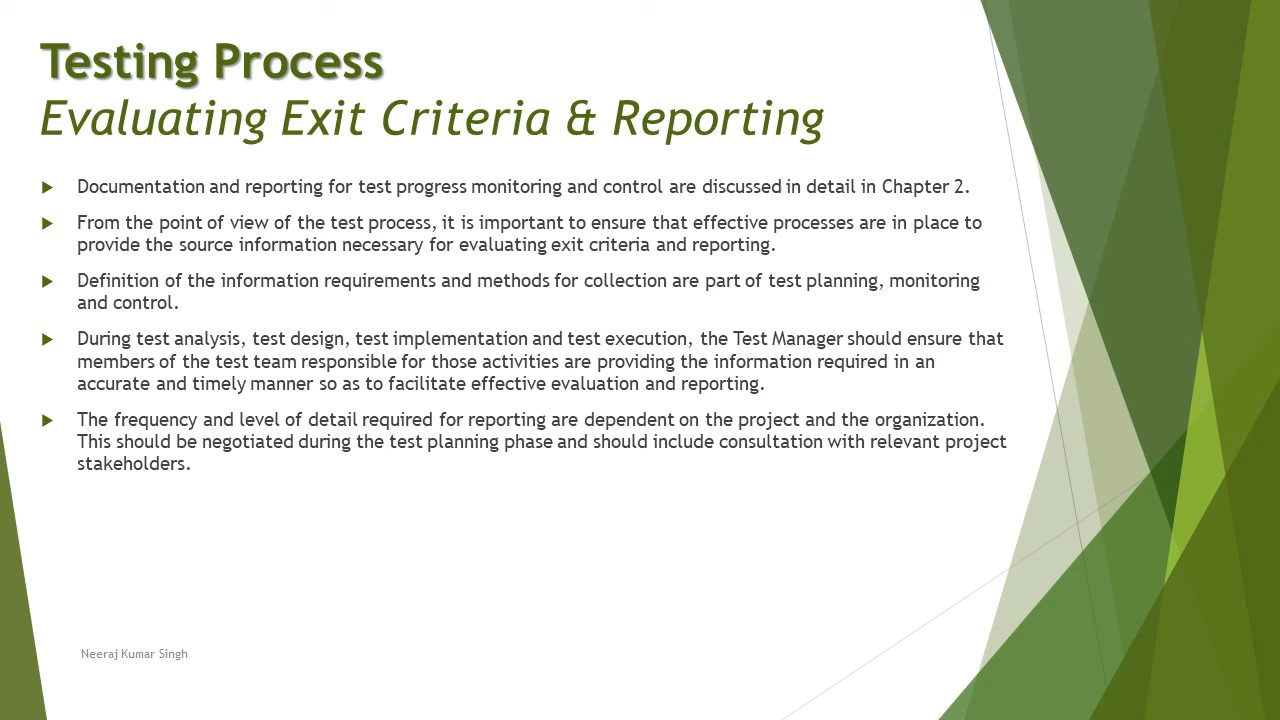 Testing Process
Evaluating Exit Criteria & Reporting
Documentation and reporting for test progress monitoring and control are discussed in detail in Chapter 2.
From the point of view of the test process, it is important to ensure that effective processes are in place to
provide the source information necessary for evaluating exit criteria and reporting.
Definition of the information requirements and methods for collection are part of test planning, monitoring
and control.
During test analysis, test design, test implementation and test execution, the Test Manager should ensure that
members of the test team responsible for those activities are providing the information required in an
accurate and timely manner so as to facilitate effective evaluation and reporting.
The frequency and level of detail required for reporting are dependent on the project and the organization.
This should be negotiated during the test planning phase and should include consultation with relevant project
stakeholders.
Neeraj Kumar Singh